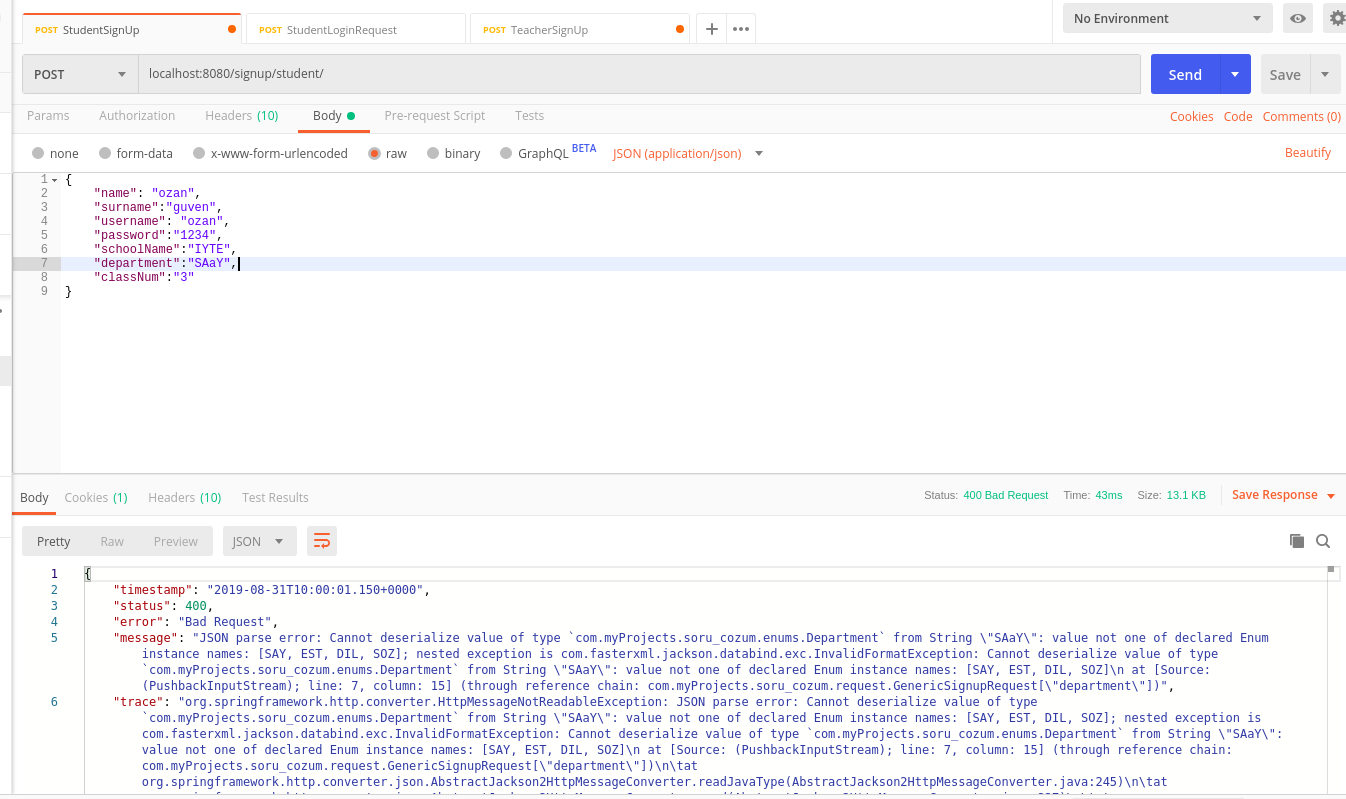 POST StudentSignUp POST StudentLoginRequest POST TeacherSignUp No Environment
POST localhost:8080/signup/student/ Send Save
Params Authorization Headers (10) Body Pre-request Script Tests Cookies Code Comments (0)
none form-data x-www-form-urlencoded raw binary GraphQL BETA JSON (application/json) Beautify
1 {
2 "name": "ozan",
3 "surname":"guven",
4 "username": "ozan",
5 "password":"1234",
6 "schoolName":"IYTE",
7 "department":"SAaY",
8 "classNum":"3"
9 }
Body Cookies (1) Headers (10) Test Results Status: 400 Bad Request Time: 43ms Size: 13.1 KB Save Response
Pretty Raw Preview JSON
1 {
2 "timestamp": "2019-08-31T10:00:01.150+0000",
3 "status": 400,
4 "error": "Bad Request",
5 "message": "JSON parse error: Cannot deserialize value of type `com.myProjects.soru_cozum.enums.Department` from String \"SAaY\": value not one of declared Enum
instance names: [SAY, EST, DIL, SOZ]; nested exception is com.fasterxml.jackson.databind.exc.InvalidFormatException: Cannot deserialize value of type
`com.myProjects.soru_cozum.enums.Department` from String \"SAaY\": value not one of declared Enum instance names: [SAY, EST, DIL, SOZ]\n at [Source:
(PushbackInputStream); line: 7, column: 15] (through reference chain: com.myProjects.soru_cozum.request.GenericSignupRequest[\"department\"])",
6 "trace": "org.springframework.http.converter.HttpMessageNotReadableException: JSON parse error: Cannot deserialize value of type
`com.myProjects.soru_cozum.enums.Department` from String \"SAaY\": value not one of declared Enum instance names: [SAY, EST, DIL, SOZ]; nested exception is
com.fasterxml.jackson.databind.exc.InvalidFormatException: Cannot deserialize value of type `com.myProjects.soru_cozum.enums.Department` from String \"SAaY\":
value not one of declared Enum instance names: [SAY, EST, DIL, SOZ]\n at [Source: (PushbackInputStream); line: 7, column: 15] (through reference chain:
com.myProjects.soru_cozum.request.GenericSignupRequest[\"department\"])\n\tat
org.springframework.http.converter.json.AbstractJackson2HttpMessageConverter.readJavaType(AbstractJackson2HttpMessageConverter.java:245)\n\tat